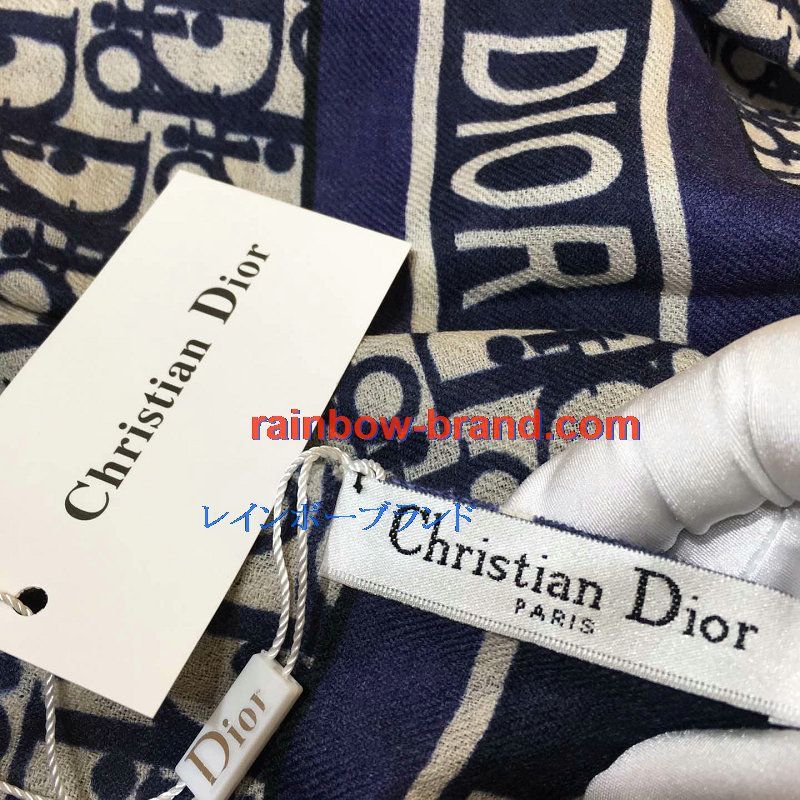 DIOR
Christian Dior
rainbow-brand.com
レインボーブランド
Christian Dior
PARIS
Dior